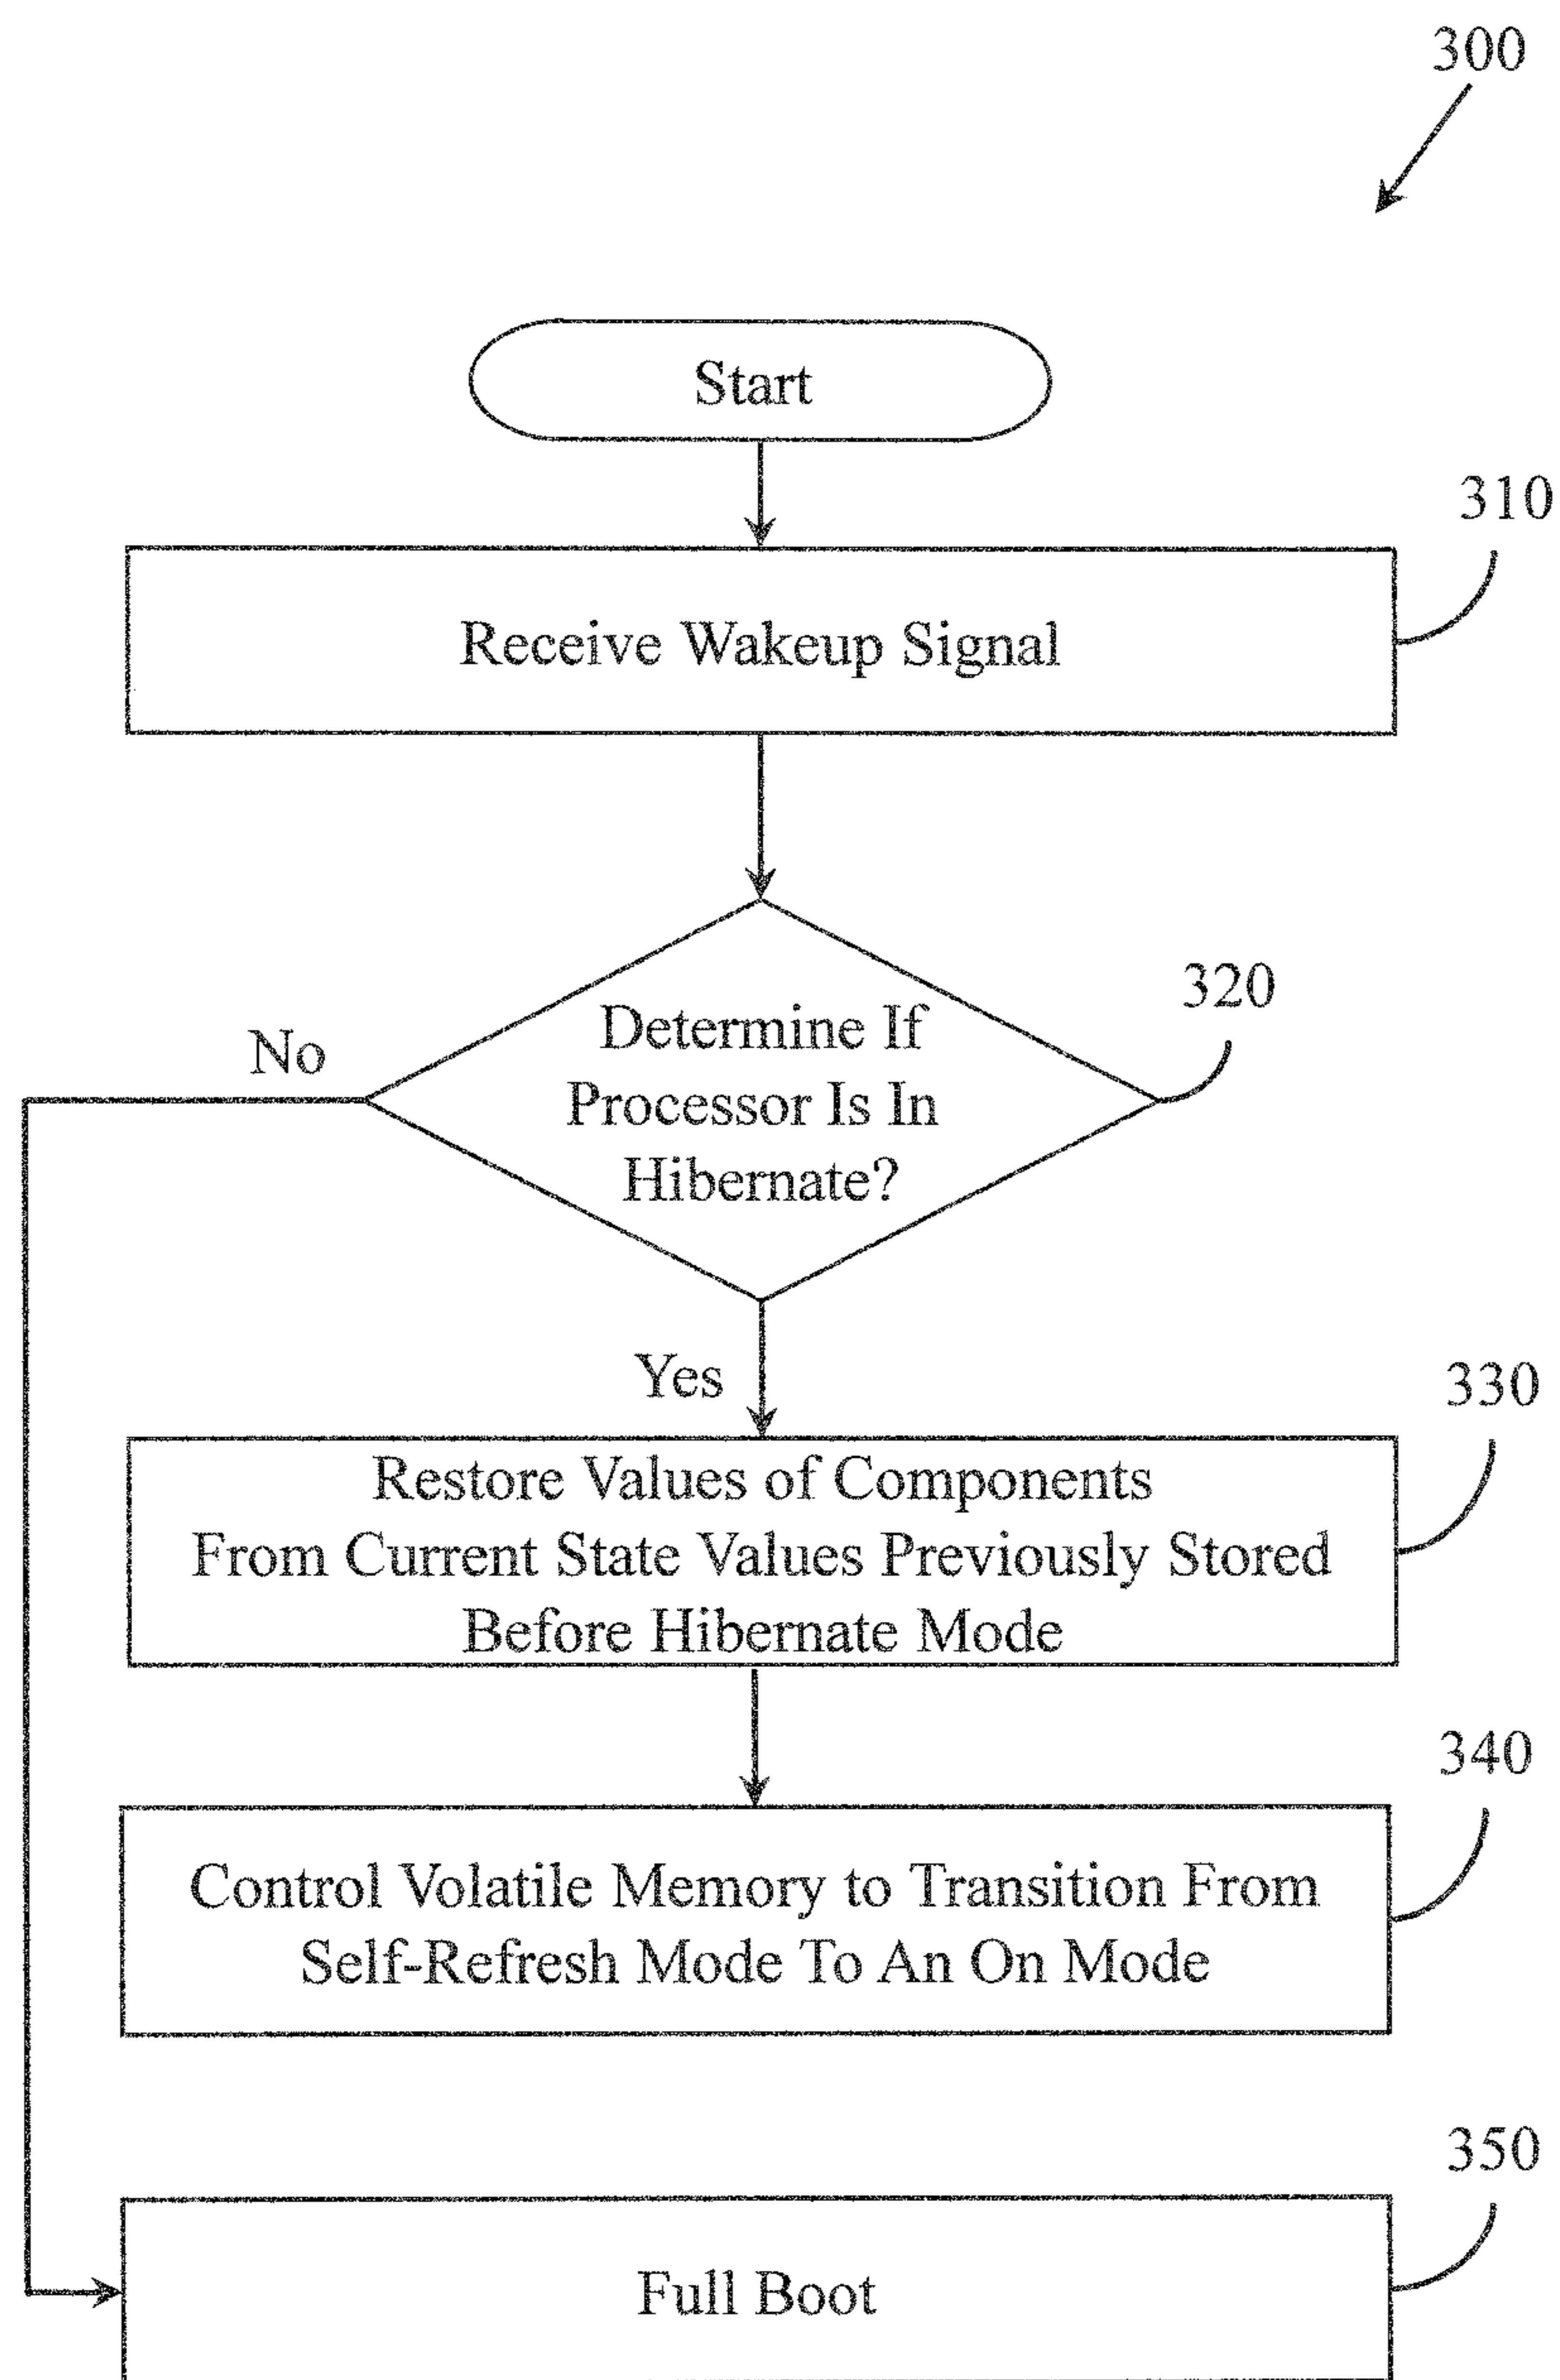 300
Start
310
Receive Wakeup Signal
320
No
Determine If
Processor Is In
Hibernate?
Yes
330
Restore Values of Components
From Current State Values Previously Stored
Before Hibernate Mode
340
Control Volatile Memory to Transition From
Self-Refresh Mode To An On Mode
350
Full Boot